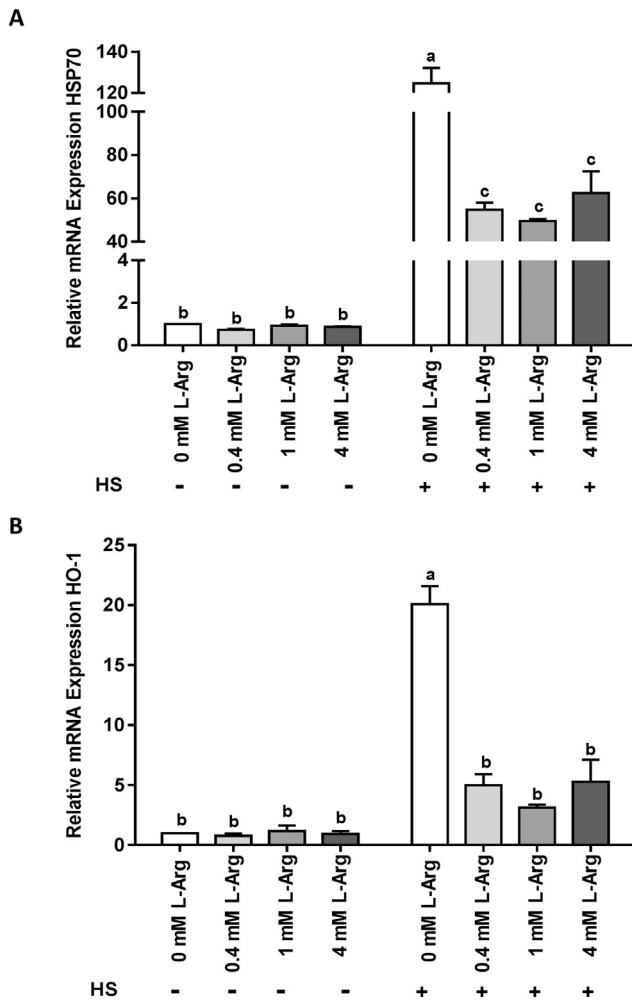 A
Relative mRNA Expression HSP70
140
120
100
80
60
40
4
2
0
b
b
b
b
a
c
c
c
0 mM L-Arg
0.4 mM L-Arg
1 mM L-Arg
4 mM L-Arg
0 mM L-Arg
0.4 mM L-Arg
1 mM L-Arg
4 mM L-Arg
HS - - - - + + + +
B
Relative mRNA Expression HO-1
25
20
15
10
5
0
b
b
b
b
a
b
b
b
0 mM L-Arg
0.4 mM L-Arg
1 mM L-Arg
4 mM L-Arg
0 mM L-Arg
0.4 mM L-Arg
1 mM L-Arg
4 mM L-Arg
HS - - - - + + + +